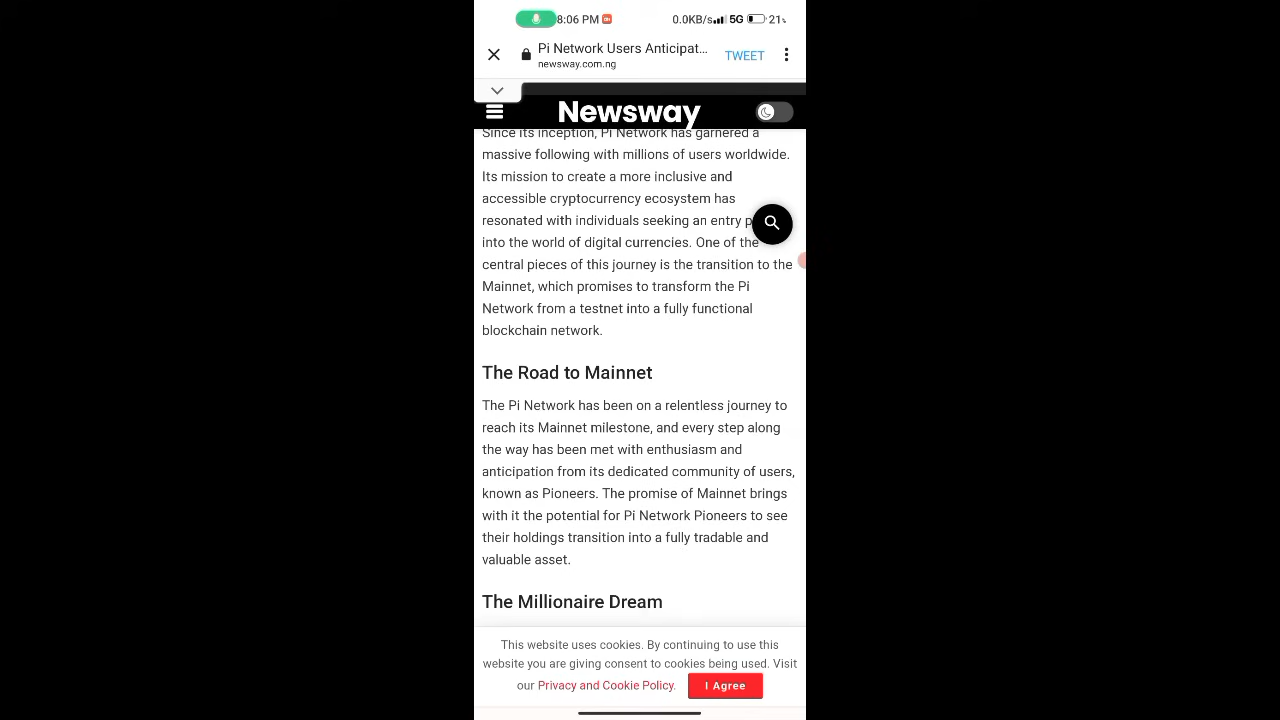 8:06 PM
0.0KB/s 5G 21%
Pi Network Users Anticipat...
newsway.com.ng
TWEET
Newsway
Since its inception, Pi Network has garnered a
massive following with millions of users worldwide.
Its mission to create a more inclusive and
accessible cryptocurrency ecosystem has
resonated with individuals seeking an entry
into the world of digital currencies. One of the
central pieces of this journey is the transition to the
Mainnet, which promises to transform the Pi
Network from a testnet into a fully functional
blockchain network.
The Road to Mainnet
The Pi Network has been on a relentless journey to
reach its Mainnet milestone, and every step along
the way has been met with enthusiasm and
anticipation from its dedicated community of users,
known as Pioneers. The promise of Mainnet brings
with it the potential for Pi Network Pioneers to see
their holdings transition into a fully tradable and
valuable asset.
The Millionaire Dream
This website uses cookies. By continuing to use this
website you are giving consent to cookies being used. Visit
our Privacy and Cookie Policy. I Agree